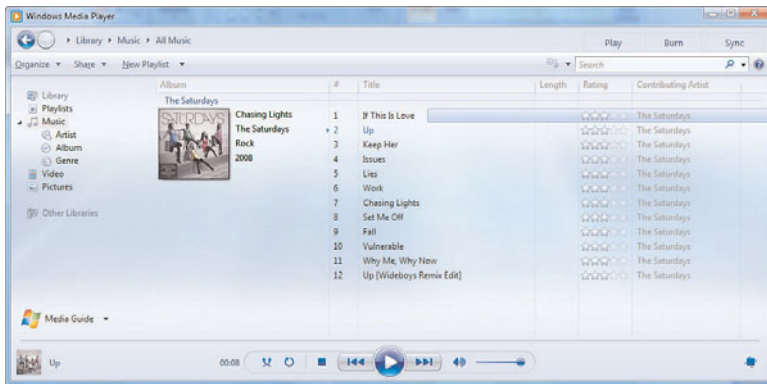 Windows Media Player
Library Music All Music
Play Burn Sync
Organize Share New Playlist Search
Album # Title Length Rating Contributing Artist
Library
Playlists
Music
Artist
Album
Genre
Video
Pictures
Other Libraries
The Saturdays
SATURDAYS
Chasing Lights
The Saturdays
Rock
2008
1 If This Is Love The Saturdays
2 Up The Saturdays
3 Keep Her The Saturdays
4 Issues The Saturdays
5 Lies The Saturdays
6 Work The Saturdays
7 Chasing Lights The Saturdays
8 Set Me Off The Saturdays
9 Fall The Saturdays
10 Vulnerable The Saturdays
11 Why Me, Why Now The Saturdays
12 Up [Wideboys Remix Edit] The Saturdays
Media Guide
Up 00:08